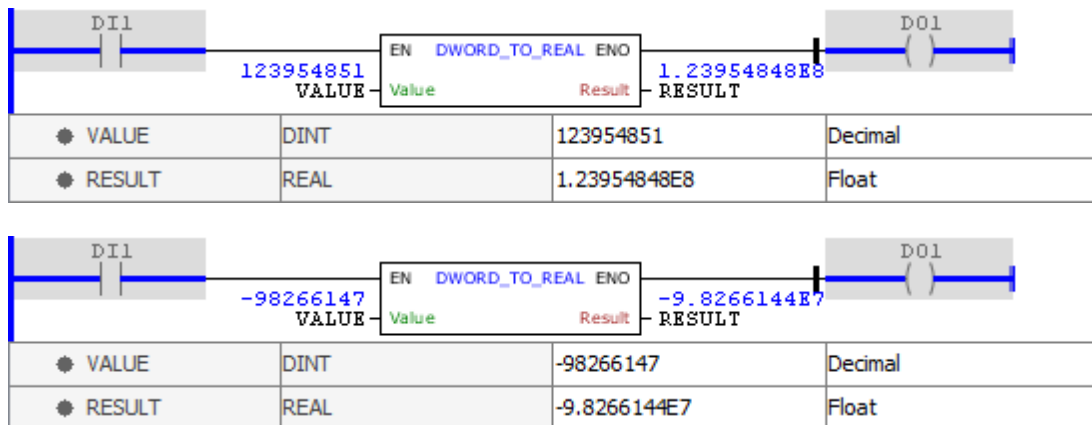 DI1 DO1
EN DWORD_TO_REAL ENO
123954851 1.23954848E8
VALUE Value Result RESULT
VALUE DINT 123954851 Decimal
RESULT REAL 1.23954848E8 Float
DI1 DO1
EN DWORD_TO_REAL ENO
-98266147 -9.8266144E7
VALUE Value Result RESULT
VALUE DINT -98266147 Decimal
RESULT REAL -9.8266144E7 Float